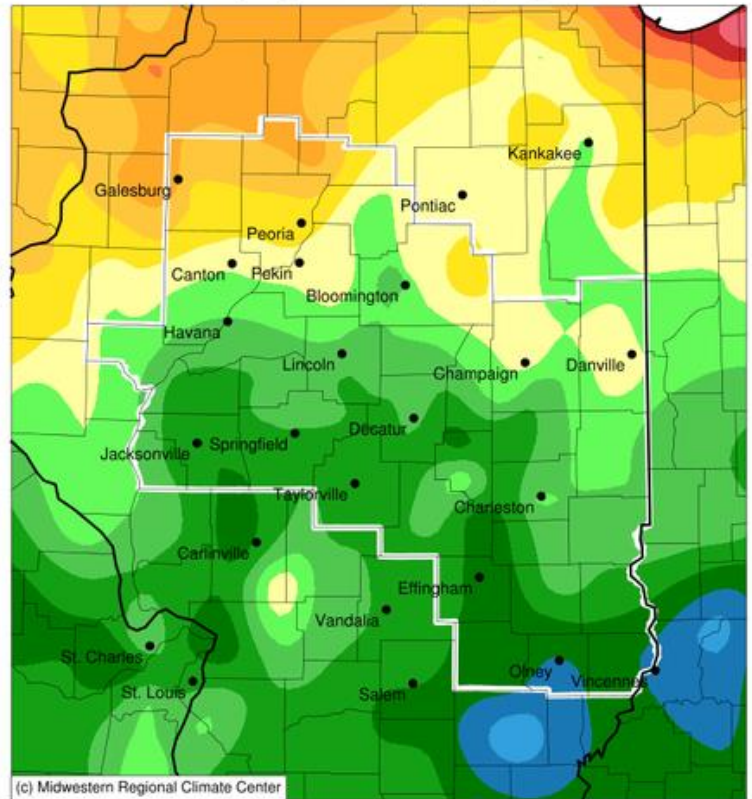 Kankakee
Galesburg
Pontiac
Peoria
Canton
Pekin
Bloomington
Havana
Lincoln
Champaign
Danville
Decatur
Jacksonville
Springfield
Taylorville
Charleston
Carlinville
Effingham
Vandalia
St. Charles
Olney
Vincennes
St. Louis
Salem
(c) Midwestern Regional Climate Center